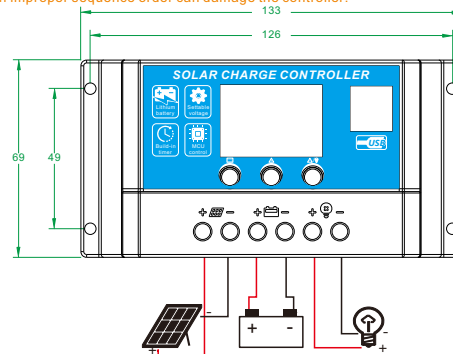 improper sequence order can damage the controller!
133
126
SOLAR CHARGE CONTROLLER
Lithium battery
Settable voltage
Build-in timer
MCU control
USB
69
49
+ -
+ -
+ -
-
+
+ -
-
+